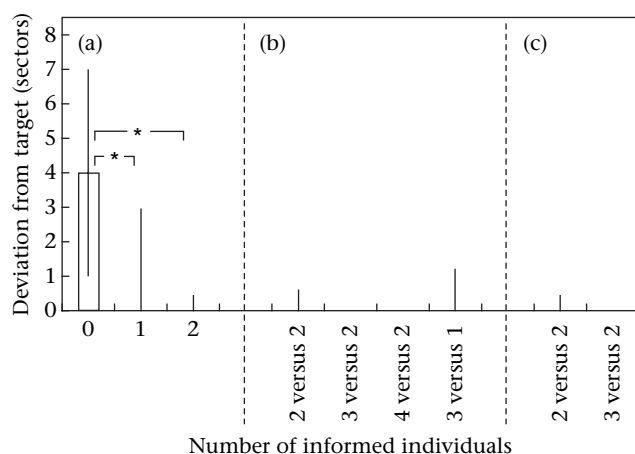 (a) (b) (c)
8
7
6
5
4
3
2
1
0
Deviation from target (sectors)
*
*
0 1 2
2 versus 2
3 versus 2
4 versus 2
3 versus 1
2 versus 2
3 versus 2
Number of informed individuals